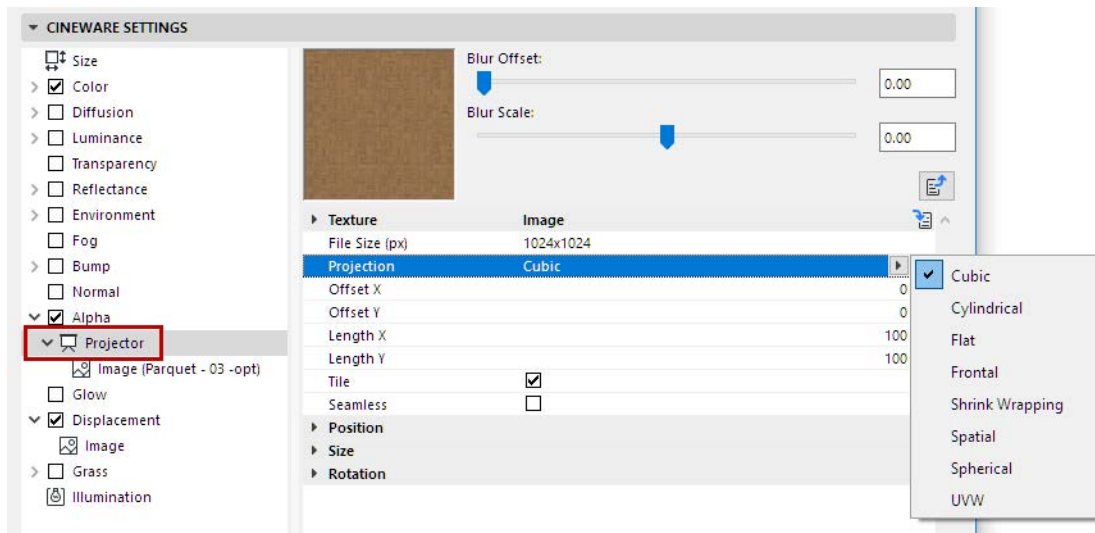 CINEWARE SETTINGS
Size
Color
Diffusion
Luminance
Transparency
Reflectance
Environment
Fog
Bump
Normal
Alpha
Projector
Image (Parquet - 03 -opt)
Glow
Displacement
Image
Grass
Illumination
Blur Offset:
0.00
Blur Scale:
0.00
Texture Image
File Size (px) 1024x1024
Projection Cubic
Offset X 0
Offset Y 0
Length X 100
Length Y 100
Tile
Seamless
Position
Size
Rotation
Cubic
Cylindrical
Flat
Frontal
Shrink Wrapping
Spatial
Spherical
UVW